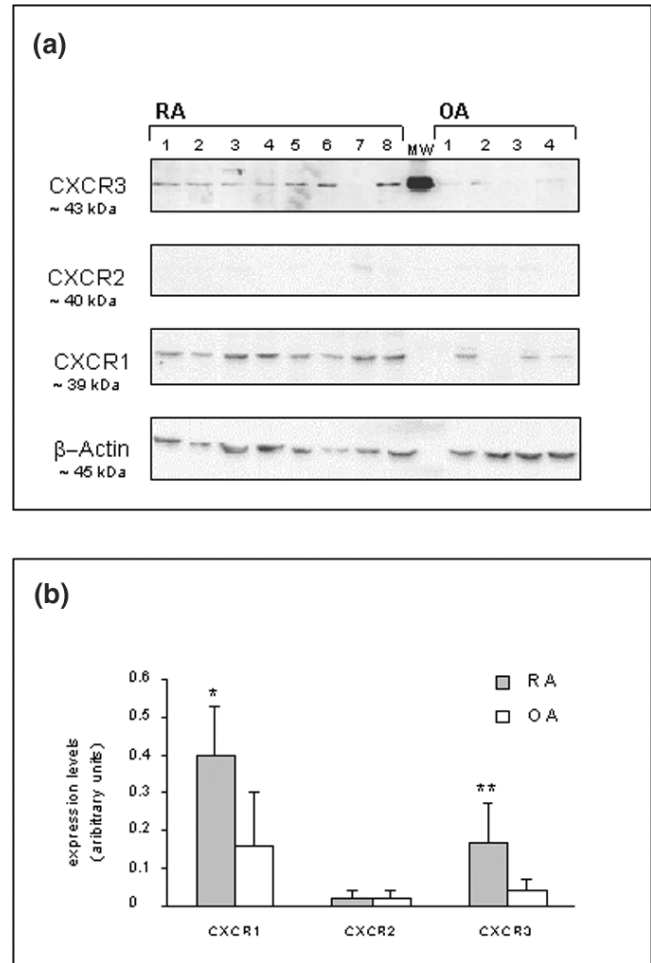 (a)
RA OA
1 2 3 4 5 6 7 8 MW 1 2 3 4
CXCR3
~ 43 kDa
CXCR2
~ 40 kDa
CXCR1
~ 39 kDa
β–Actin
~ 45 kDa
(b)
expression levels
(aribitrary units)
0.6
0.5
0.4
0.3
0.2
0.1
0
* **
RA
OA
CXCR1 CXCR2 CXCR3